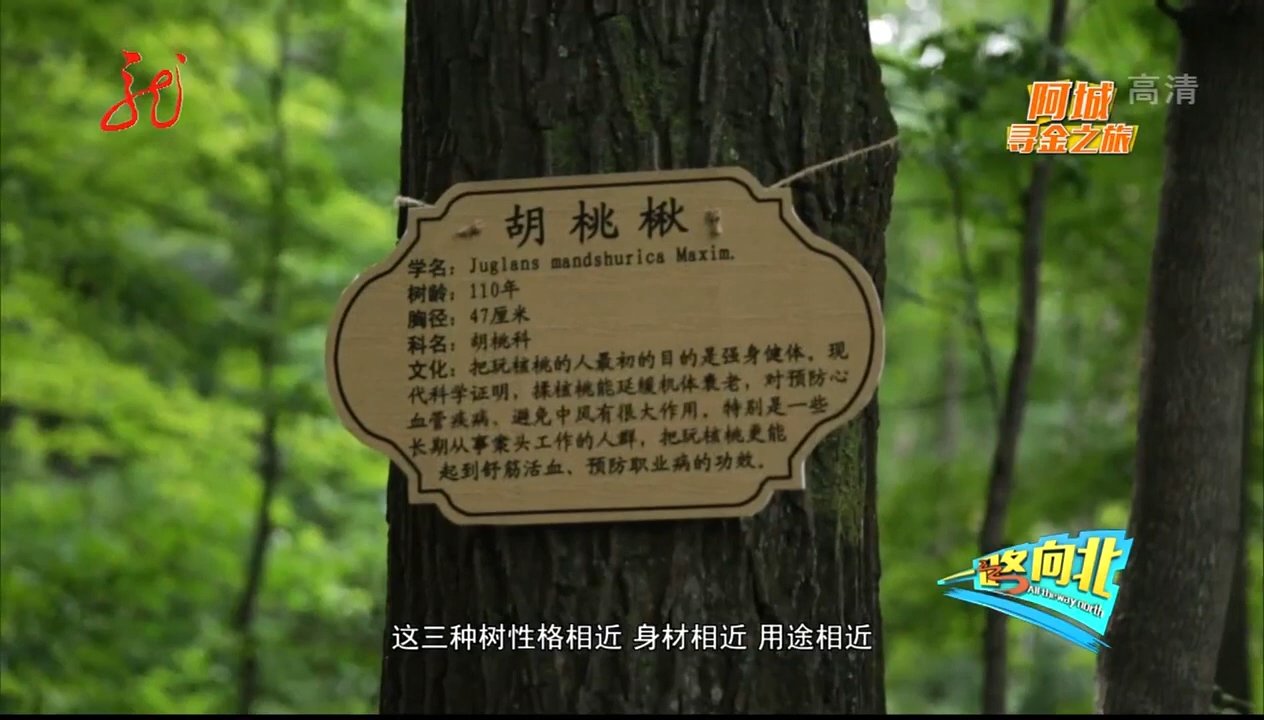 龙
高清
阿城
寻金之旅
胡桃楸
学名：Juglans mandshurica Maxim.
树龄：110年
胸径：47厘米
科名：胡桃科
文化：把玩核桃的人最初的目的是强身健体。现
代科学证明，揉核桃能延缓机体衰老，对预防心
血管疾病、避免中风有很大作用，特别是一些
长期从事案头工作的人群，把玩核桃更能
起到舒筋活血、预防职业病的功效。
一路向北
All the way north
这三种树性格相近 身材相近 用途相近